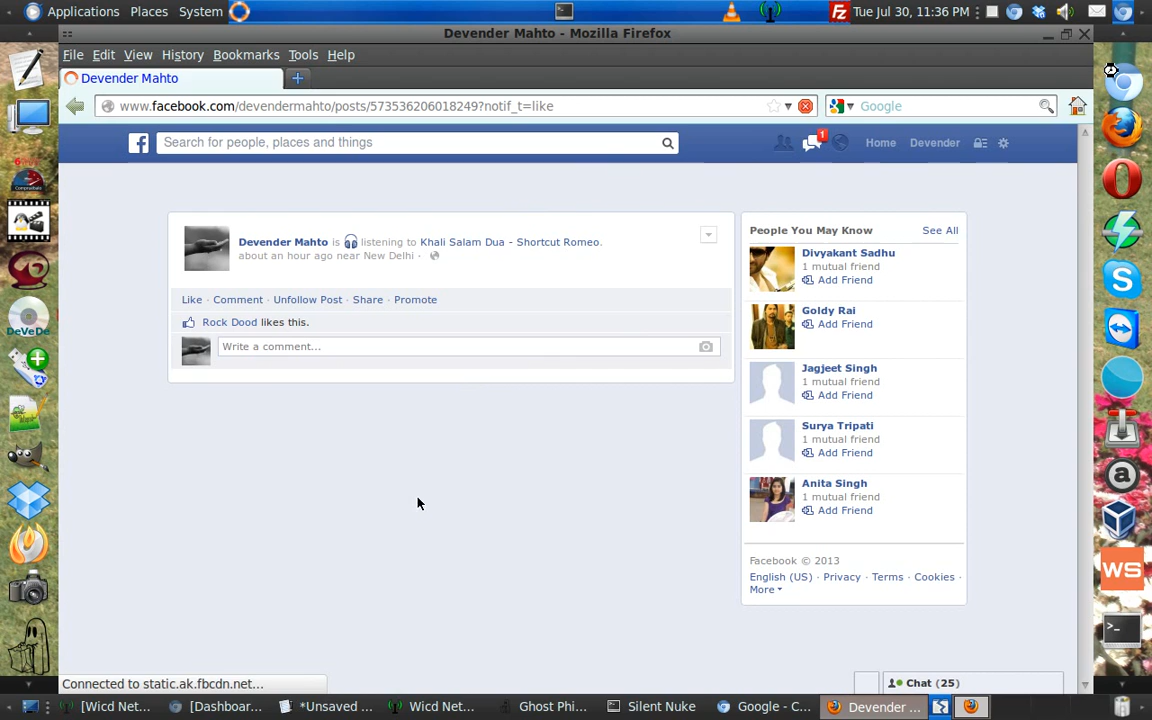 Applications Places System Tue Jul 30, 11:36 PM
Devender Mahto - Mozilla Firefox
File Edit View History Bookmarks Tools Help
Devender Mahto
www.facebook.com/devendermahto/posts/573536206018249?notif_t=like Google
Search for people, places and things 1 Home Devender
Devender Mahto is listening to Khali Salam Dua - Shortcut Romeo.
about an hour ago near New Delhi ·
Like · Comment · Unfollow Post · Share · Promote
Rock Dood likes this.
Write a comment...
People You May Know See All
Divyakant Sadhu
1 mutual friend
Add Friend
Goldy Rai
Add Friend
Jagjeet Singh
1 mutual friend
Add Friend
Surya Tripati
1 mutual friend
Add Friend
Anita Singh
1 mutual friend
Add Friend
Facebook © 2013
English (US) · Privacy · Terms · Cookies ·
More
Chat (25)
Connected to static.ak.fbcdn.net...
DeVeDe
WS
[Wicd Net... [Dashboar... *Unsaved ... Wicd Net... Ghost Phi... Silent Nuke Google - C... Devender ...